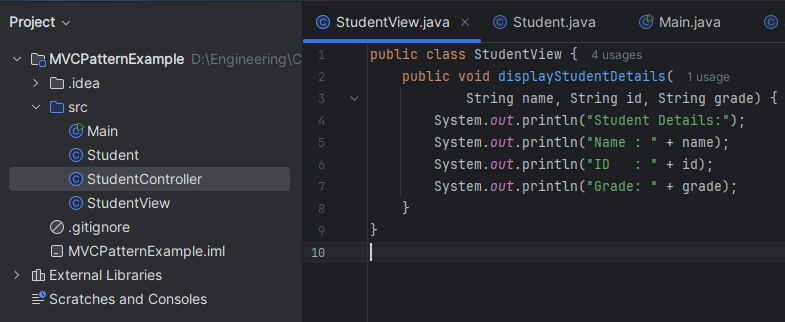 Project
MVCPatternExample D:\Engineering\C
.idea
src
Main
Student
StudentController
StudentView
.gitignore
MVCPatternExample.iml
External Libraries
Scratches and Consoles
StudentView.java Student.java Main.java
1 public class StudentView { 4 usages
2 public void displayStudentDetails( 1 usage
3 String name, String id, String grade) {
4 System.out.println("Student Details:");
5 System.out.println("Name : " + name);
6 System.out.println("ID   : " + id);
7 System.out.println("Grade: " + grade);
8 }
9 }
10